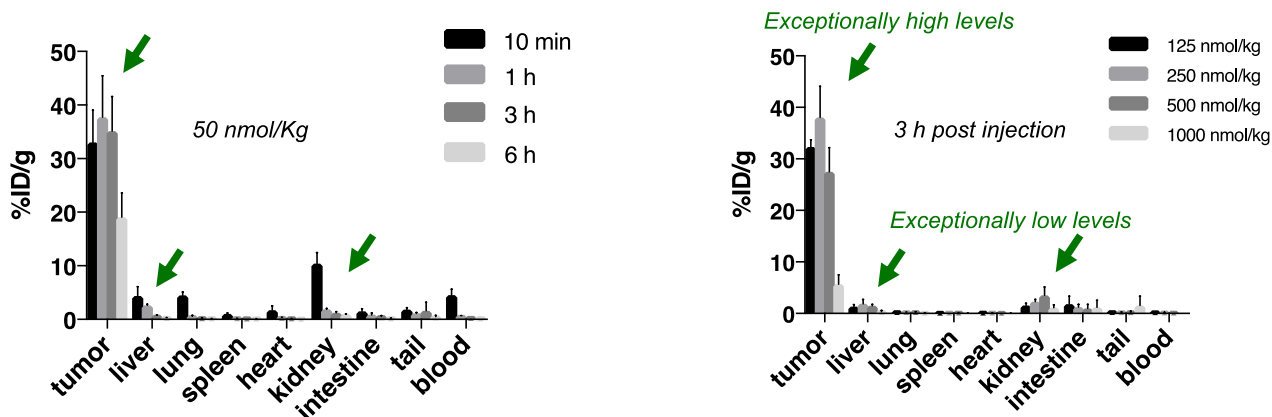 50
40
30
20
10
0
%ID/g
50 nmol/Kg
10 min
1 h
3 h
6 h
tumor
liver
lung
spleen
heart
kidney
intestine
tail
blood
Exceptionally high levels
50
40
30
20
10
0
%ID/g
3 h post injection
Exceptionally low levels
125 nmol/kg
250 nmol/kg
500 nmol/kg
1000 nmol/kg
tumor
liver
lung
spleen
heart
kidney
intestine
tail
blood